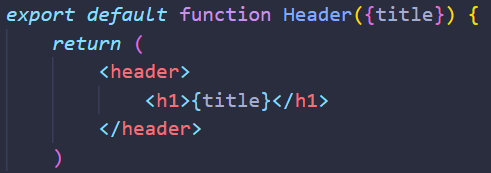 export default function Header({title}) {
    return (
        <header>
            <h1>{title}</h1>
        </header>
    )